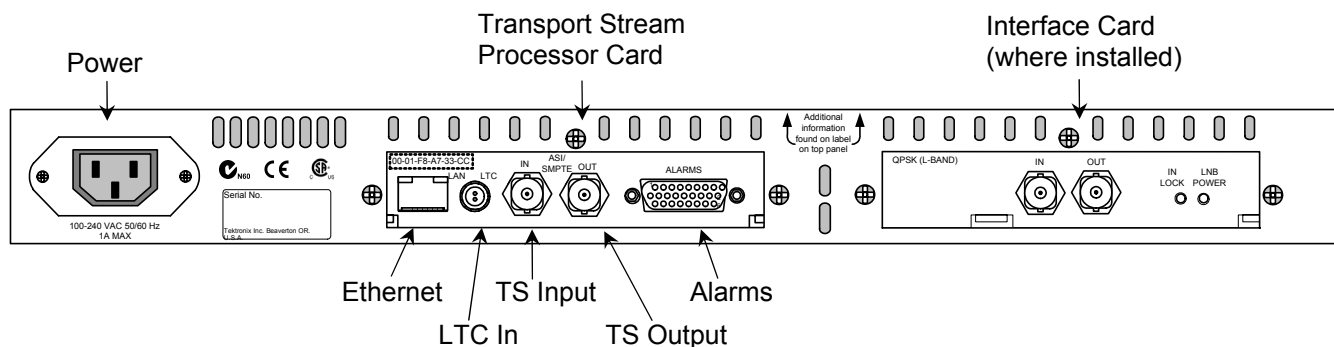 Transport Stream
Processor Card
Interface Card
(where installed)
Power
Additional
information
found on label
on top panel
N60
CE
C SA US
00-01-F8-A7-33-CC
LAN
LTC
IN
ASI/
SMPTE
OUT
ALARMS
QPSK (L-BAND)
IN
OUT
IN
LOCK
LNB
POWER
Serial No.
Tektronix Inc. Beaverton OR.
U.S.A.
100-240 VAC 50/60 Hz
1A MAX
Ethernet
TS Input
Alarms
LTC In
TS Output